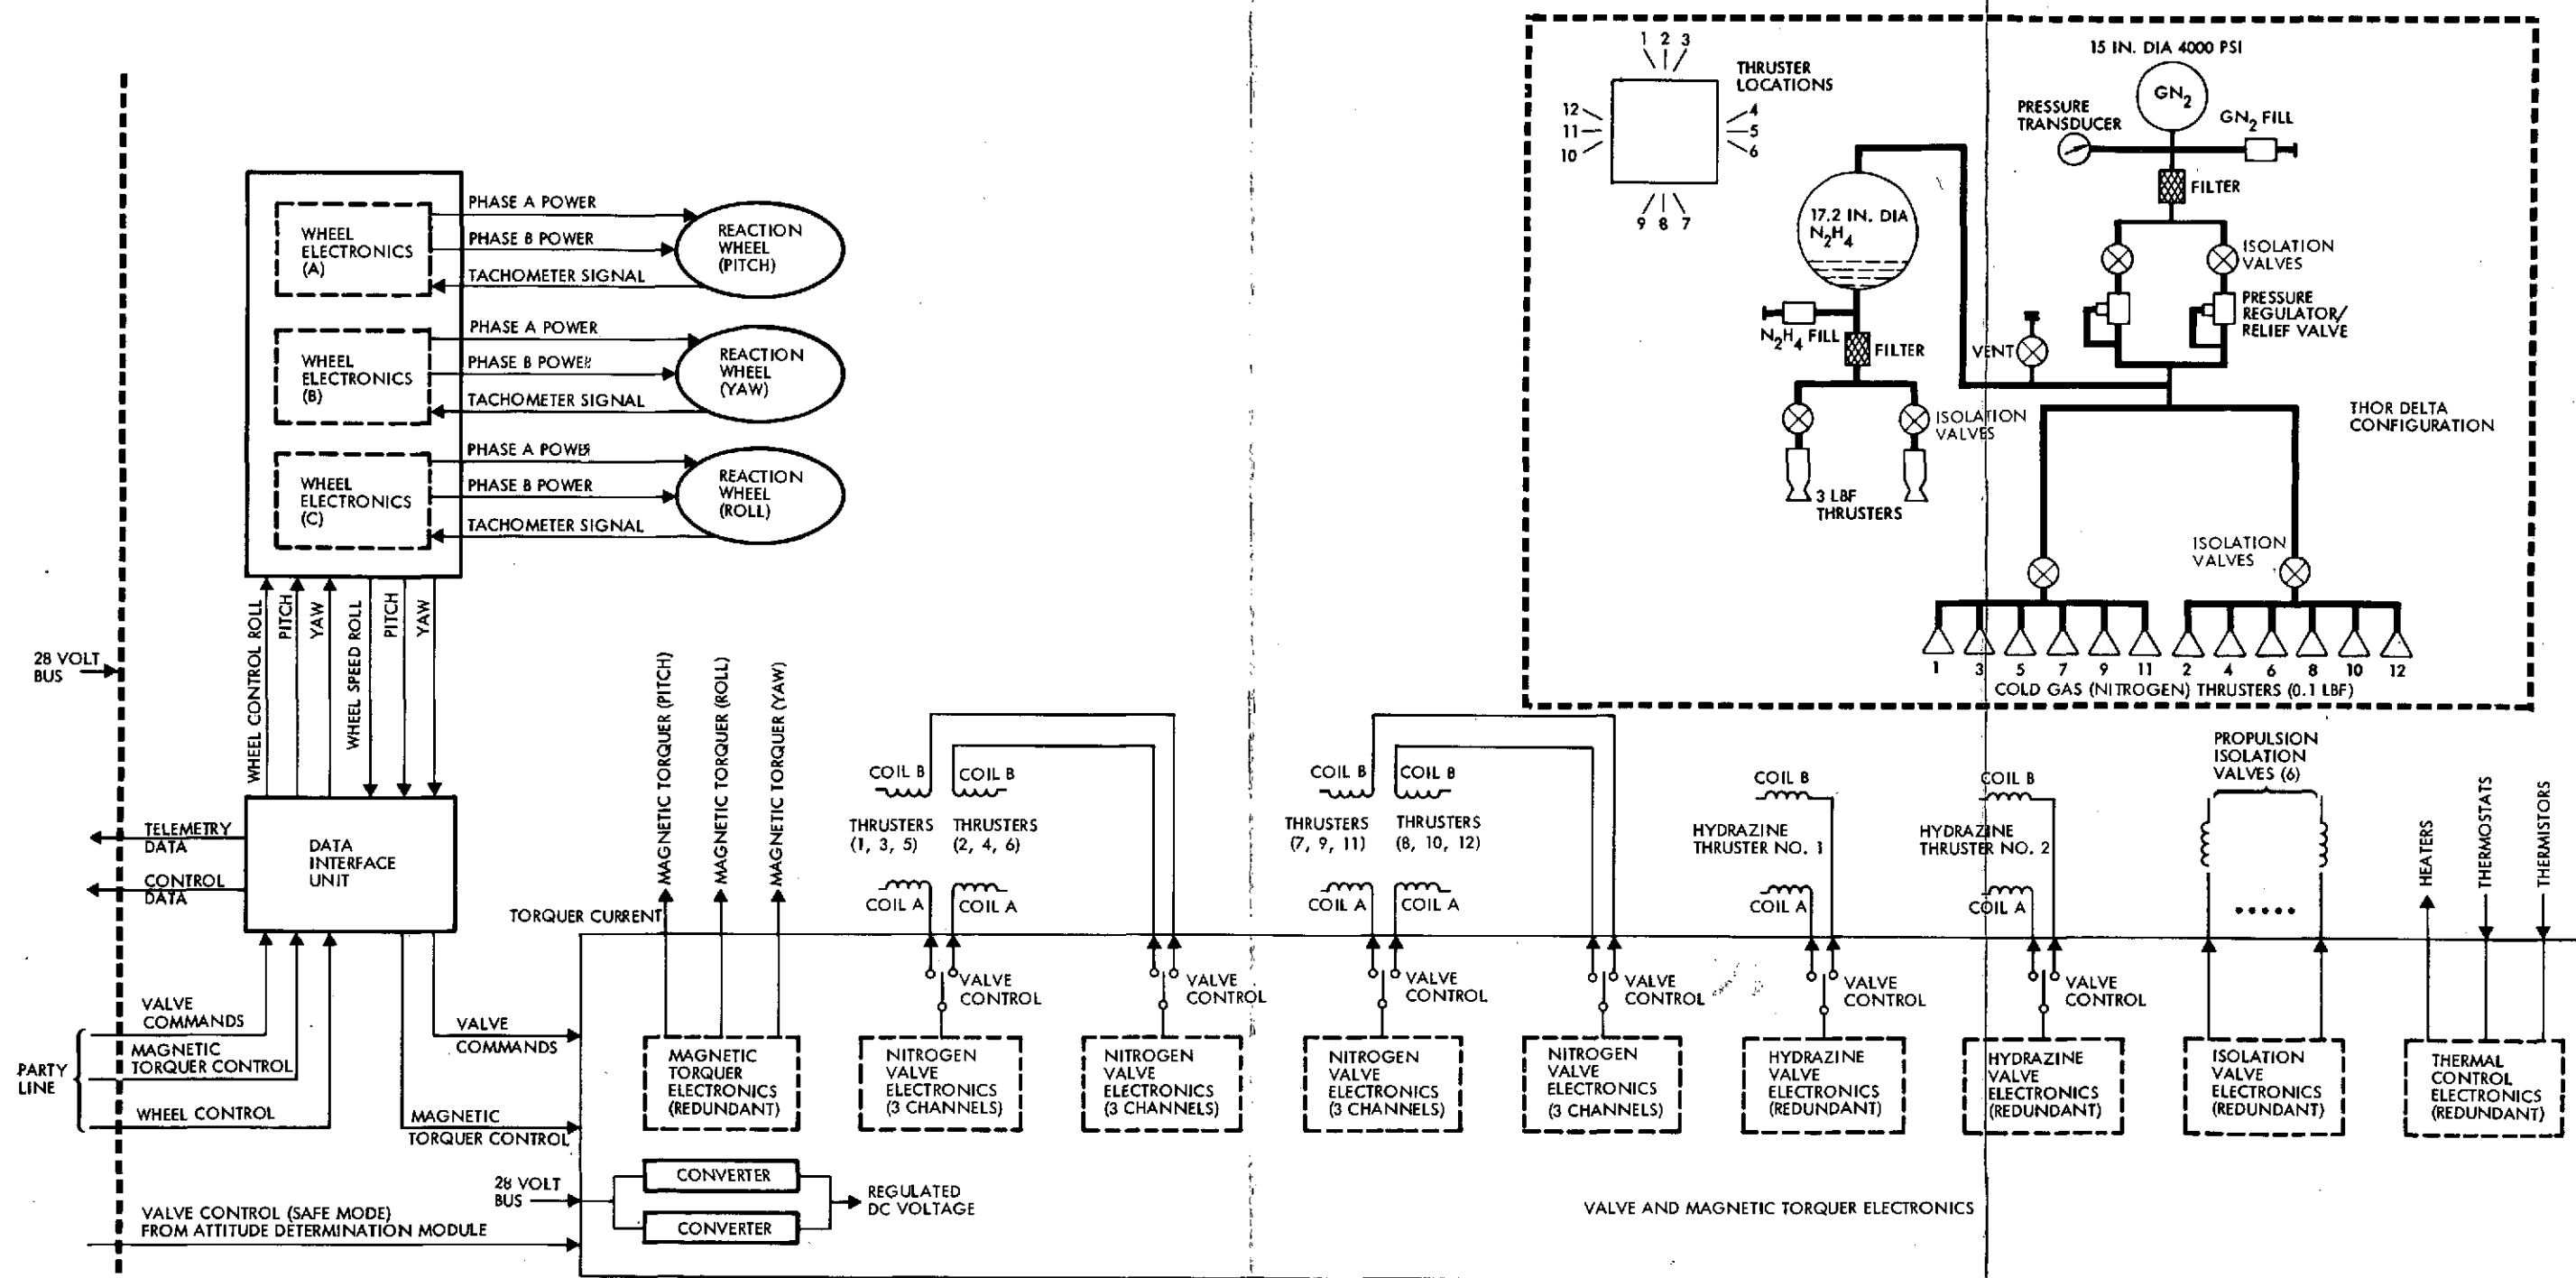 1 2 3
THRUSTER
LOCATIONS
12
11
10
4
5
6
9 8 7
15 IN. DIA 4000 PSI
GN2
PRESSURE
TRANSDUCER
GN2 FILL
FILTER
17.2 IN. DIA
N2H4
ISOLATION
VALVES
PRESSURE
REGULATOR/
RELIEF VALVE
N2H4 FILL
FILTER
VENT
ISOLATION
VALVES
3 LBF
THRUSTERS
THOR DELTA
CONFIGURATION
ISOLATION
VALVES
1 3 5 7 9 11 2 4 6 8 10 12
COLD GAS (NITROGEN) THRUSTERS (0.1 LBF)
WHEEL
ELECTRONICS
(A)
PHASE A POWER
PHASE B POWER
TACHOMETER SIGNAL
REACTION
WHEEL
(PITCH)
WHEEL
ELECTRONICS
(B)
PHASE A POWER
PHASE B POWER
TACHOMETER SIGNAL
REACTION
WHEEL
(YAW)
WHEEL
ELECTRONICS
(C)
PHASE A POWER
PHASE B POWER
TACHOMETER SIGNAL
REACTION
WHEEL
(ROLL)
28 VOLT
BUS
WHEEL CONTROL ROLL
PITCH
YAW
WHEEL SPEED ROLL
PITCH
YAW
TELEMETRY
DATA
CONTROL
DATA
DATA
INTERFACE
UNIT
PARTY
LINE
VALVE
COMMANDS
MAGNETIC
TORQUER CONTROL
WHEEL CONTROL
VALVE
COMMANDS
MAGNETIC
TORQUER CONTROL
VALVE CONTROL (SAFE MODE)
FROM ATTITUDE DETERMINATION MODULE
TORQUER CURRENT
MAGNETIC TORQUER (PITCH)
MAGNETIC TORQUER (ROLL)
MAGNETIC TORQUER (YAW)
COIL B
COIL B
THRUSTERS
(1, 3, 5)
THRUSTERS
(2, 4, 6)
COIL A
COIL A
VALVE
CONTROL
VALVE
CONTROL
COIL B
COIL B
THRUSTERS
(7, 9, 11)
THRUSTERS
(8, 10, 12)
COIL A
COIL A
VALVE
CONTROL
VALVE
CONTROL
COIL B
HYDRAZINE
THRUSTER NO. 1
COIL A
VALVE
CONTROL
COIL B
HYDRAZINE
THRUSTER NO. 2
COIL A
VALVE
CONTROL
PROPULSION
ISOLATION
VALVES (6)
HEATERS
THERMOSTATS
THERMISTORS
MAGNETIC
TORQUER
ELECTRONICS
(REDUNDANT)
NITROGEN
VALVE
ELECTRONICS
(3 CHANNELS)
NITROGEN
VALVE
ELECTRONICS
(3 CHANNELS)
NITROGEN
VALVE
ELECTRONICS
(3 CHANNELS)
NITROGEN
VALVE
ELECTRONICS
(3 CHANNELS)
HYDRAZINE
VALVE
ELECTRONICS
(REDUNDANT)
HYDRAZINE
VALVE
ELECTRONICS
(REDUNDANT)
ISOLATION
VALVE
ELECTRONICS
(REDUNDANT)
THERMAL
CONTROL
ELECTRONICS
(REDUNDANT)
28 VOLT
BUS
CONVERTER
CONVERTER
REGULATED
DC VOLTAGE
VALVE AND MAGNETIC TORQUER ELECTRONICS